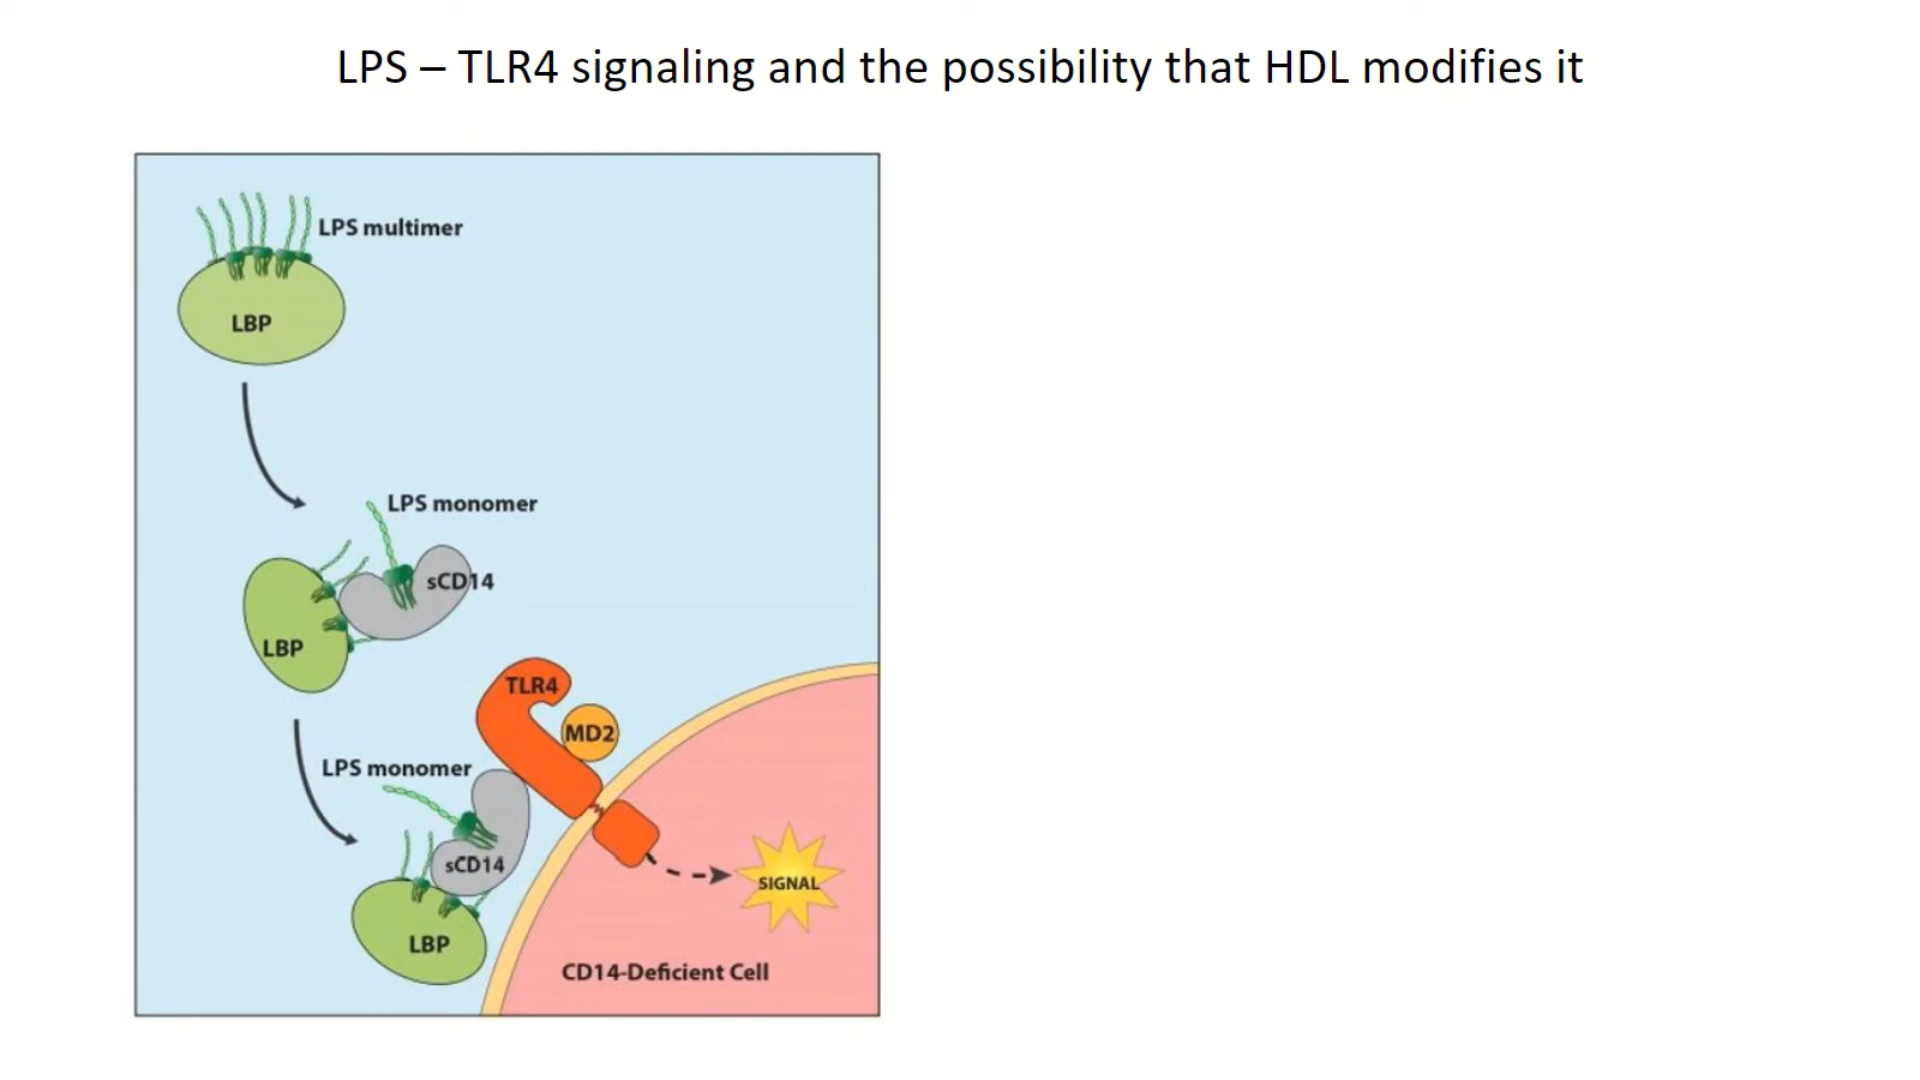 LPS – TLR4 signaling and the possibility that HDL modifies it
LPS multimer
LBP
LPS monomer
sCD14
LBP
TLR4
MD2
LPS monomer
sCD14
SIGNAL
LBP
CD14-Deficient Cell